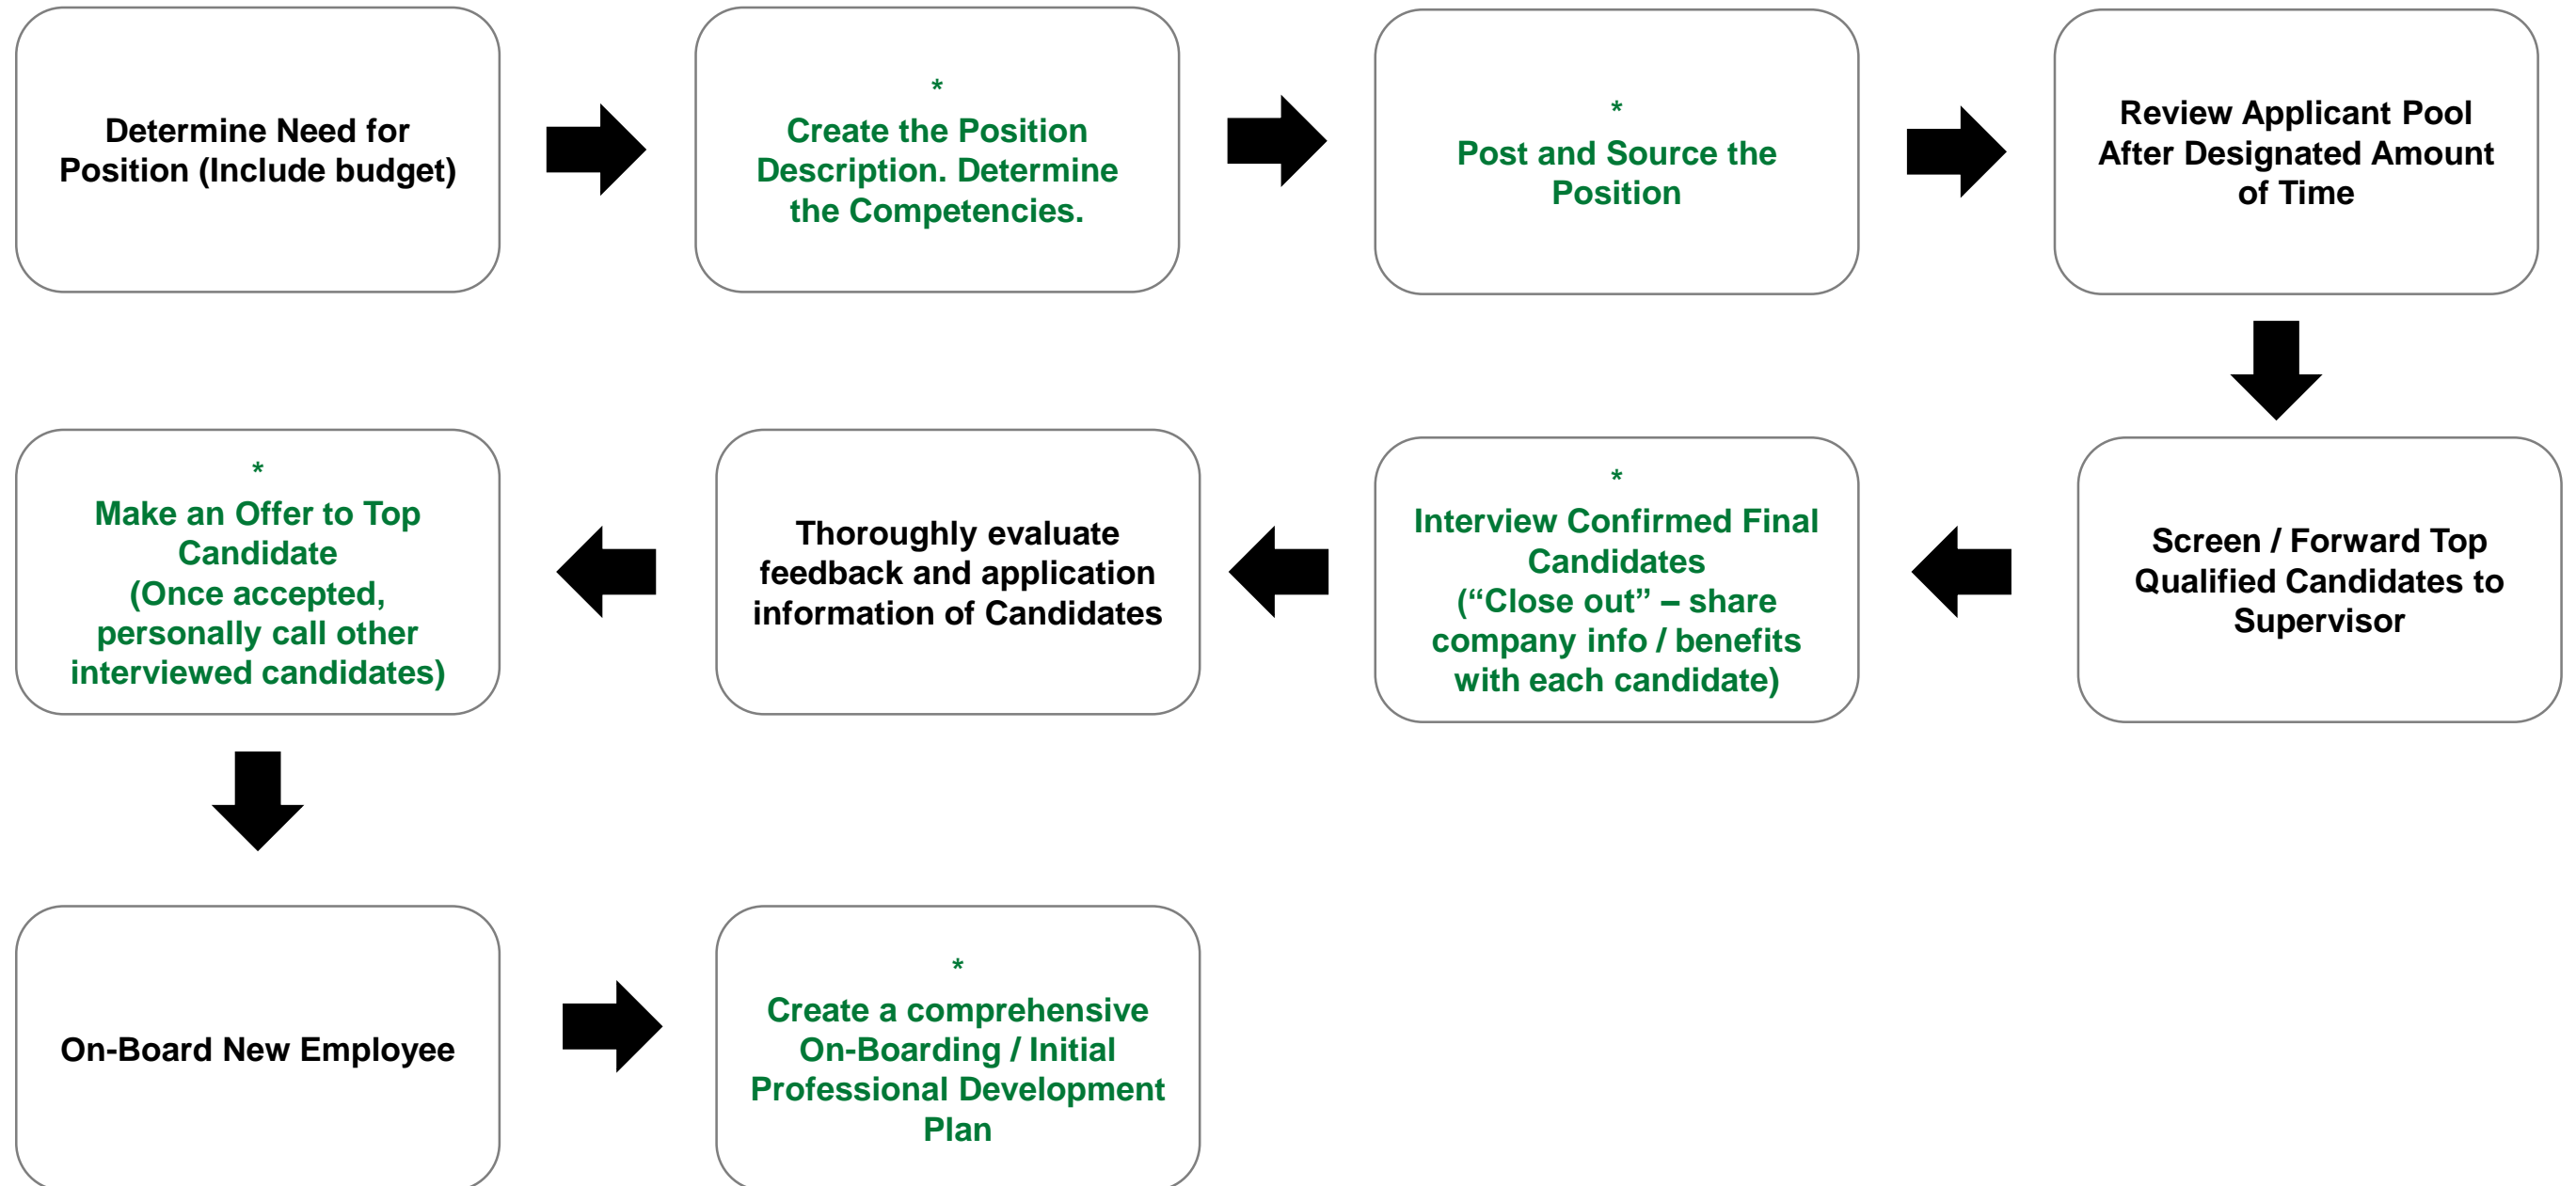 Determine Need for
Position (Include budget)
*
Create the Position
Description. Determine
the Competencies.
*
Post and Source the
Position
Review Applicant Pool
After Designated Amount
of Time
Screen / Forward Top
Qualified Candidates to
Supervisor
*
Interview Confirmed Final
Candidates
(“Close out” – share
company info / benefits
with each candidate)
Thoroughly evaluate
feedback and application
information of Candidates
*
Make an Offer to Top
Candidate
(Once accepted,
personally call other
interviewed candidates)
On-Board New Employee
*
Create a comprehensive
On-Boarding / Initial
Professional Development
Plan